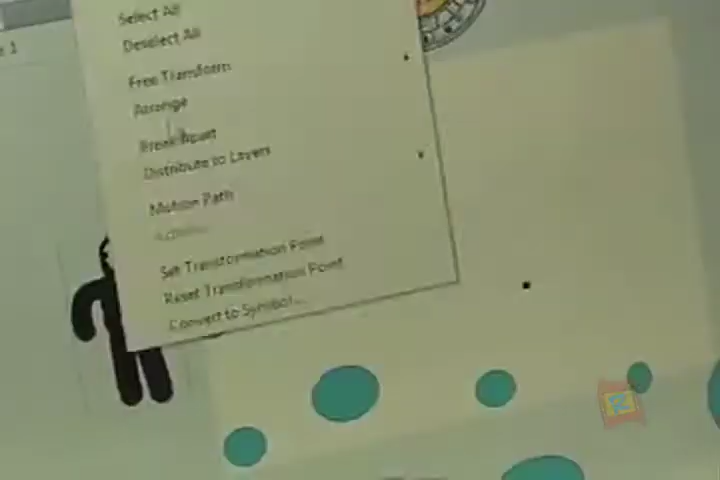 Select All
Deselect All
e 1
Free Transform
Arrange
Break Apart
Distribute to Layers
Motion Path
Set Transformation Point
Reset Transformation Point
Convert to Symbol...